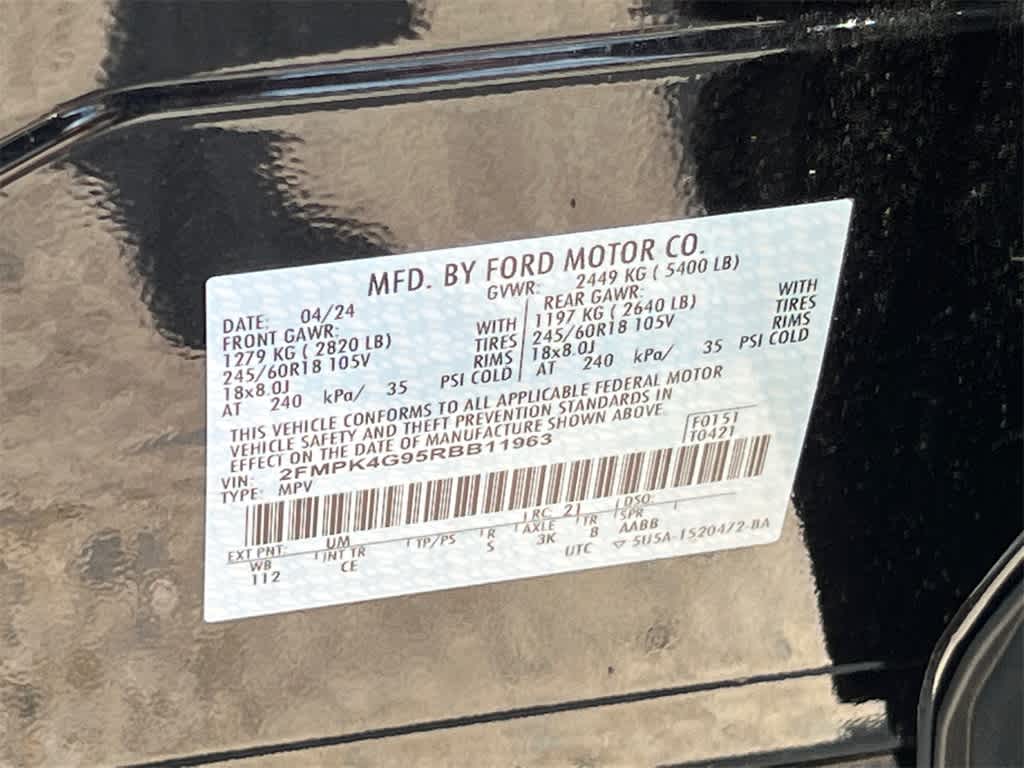 MFD. BY FORD MOTOR CO.
DATE: 04/24 GVWR: 2449 KG ( 5400 LB)
FRONT GAWR: REAR GAWR:
1279 KG ( 2820 LB) WITH 1197 KG ( 2640 LB) WITH
245/60R18 105V TIRES 245/60R18 105V TIRES
18x8.0J RIMS 18x8.0J RIMS
AT 240 kPa/ 35 PSI COLD AT 240 kPa/ 35 PSI COLD
THIS VEHICLE CONFORMS TO ALL APPLICABLE FEDERAL MOTOR
VEHICLE SAFETY AND THEFT PREVENTION STANDARDS IN
EFFECT ON THE DATE OF MANUFACTURE SHOWN ABOVE.
VIN: 2FMPK4G95RBB11963 F0151
TYPE: MPV T0421
EXT PNT: UM RC 21 DSO:
WB INT TR TP/PS R AXLE TR SPR
112 CE S 3K B AABB
UTC 5U5A-1520472-BA